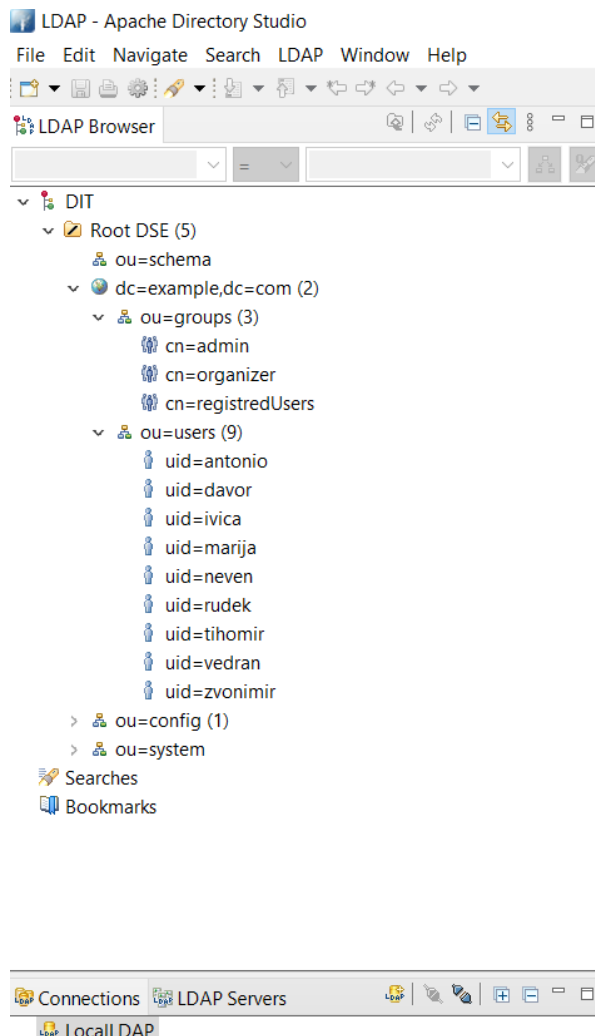 LDAP - Apache Directory Studio
File Edit Navigate Search LDAP Window Help
LDAP Browser
=
DIT
Root DSE (5)
ou=schema
dc=example,dc=com (2)
ou=groups (3)
cn=admin
cn=organizer
cn=registredUsers
ou=users (9)
uid=antonio
uid=davor
uid=ivica
uid=marija
uid=neven
uid=rudek
uid=tihomir
uid=vedran
uid=zvonimir
ou=config (1)
ou=system
Searches
Bookmarks
Connections LDAP Servers
LocalLDAP